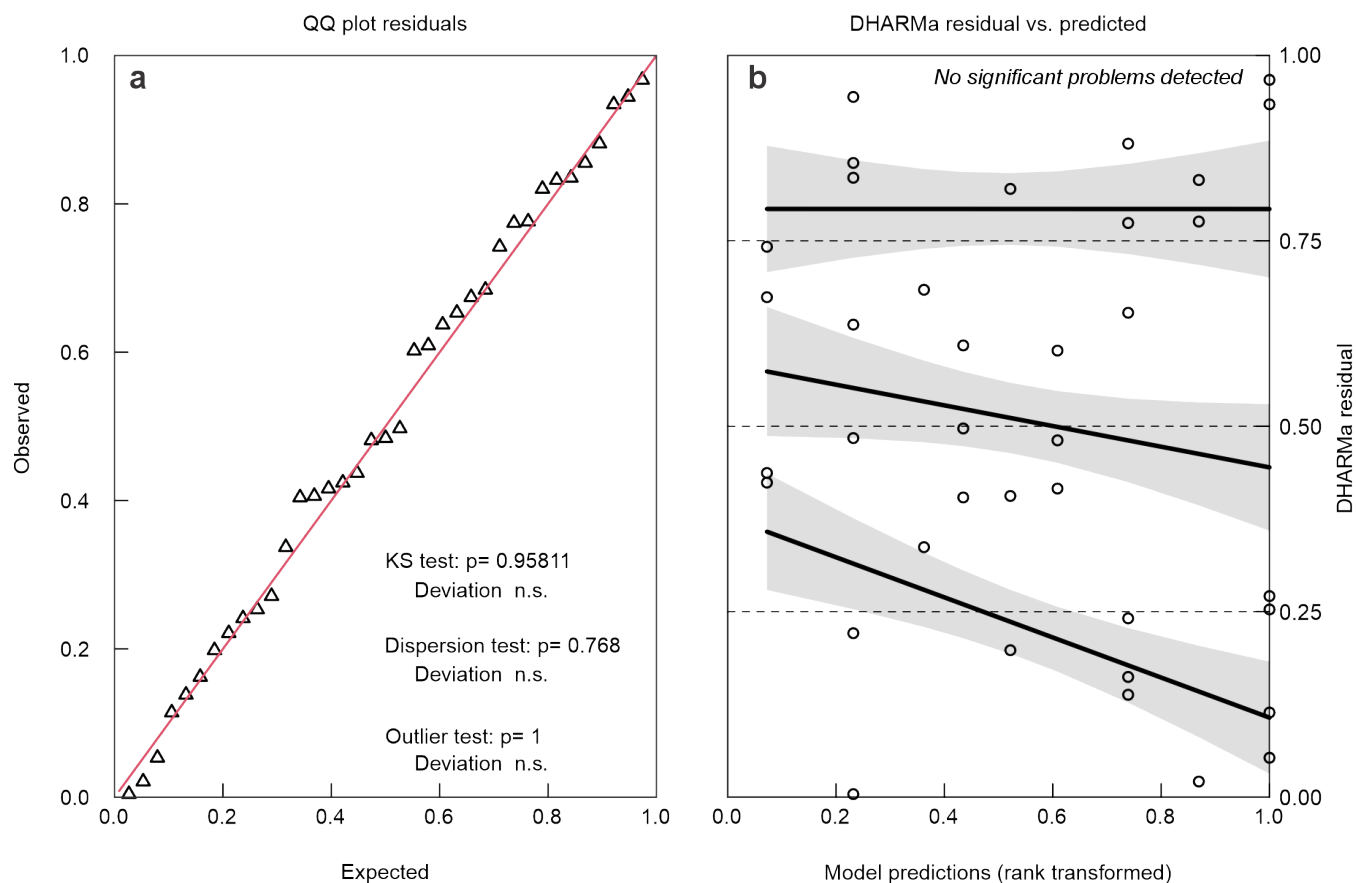 QQ plot residuals
a
1.0
0.8
0.6
0.4
0.2
0.0
Observed
KS test: p= 0.95811
Deviation n.s.
Dispersion test: p= 0.768
Deviation n.s.
Outlier test: p= 1
Deviation n.s.
0.0 0.2 0.4 0.6 0.8 1.0
Expected
DHARMa residual vs. predicted
b
No significant problems detected
1.00
0.75
0.50
0.25
0.00
DHARMa residual
0.0 0.2 0.4 0.6 0.8 1.0
Model predictions (rank transformed)